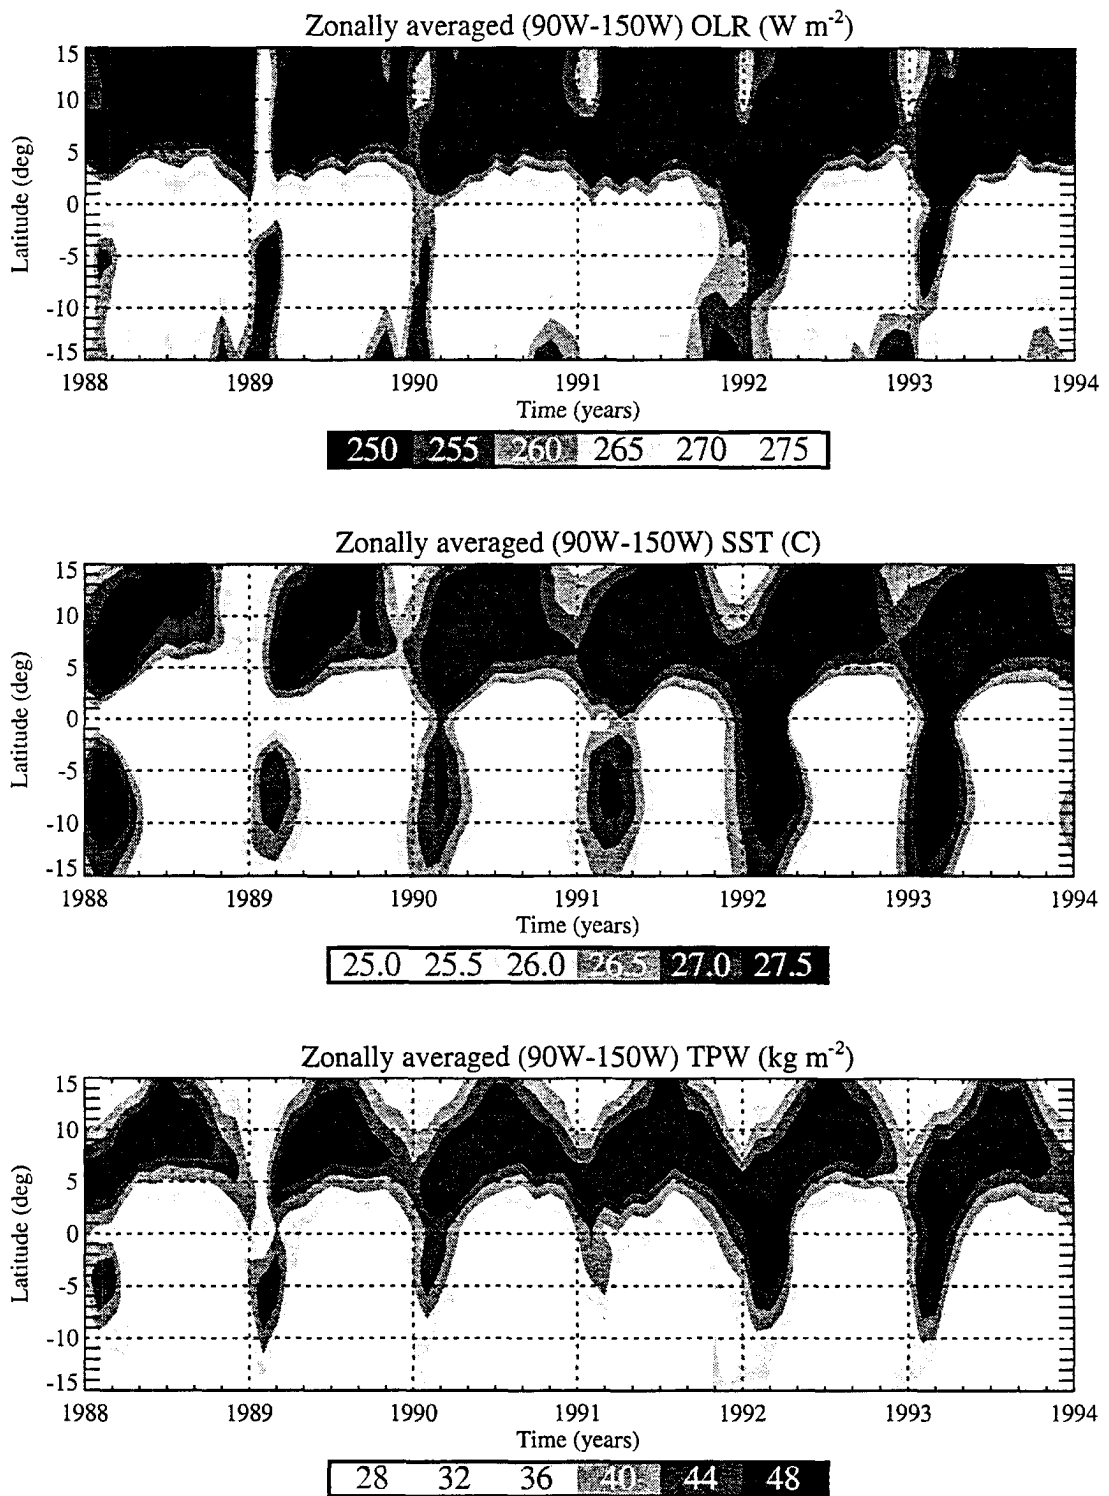 Zonally averaged (90W-150W) OLR (W m⁻²)
15
10
5
0
-5
-10
-15
Latitude (deg)
1988 1989 1990 1991 1992 1993 1994
Time (years)
250 255 260 265 270 275
Zonally averaged (90W-150W) SST (C)
15
10
5
0
-5
-10
-15
Latitude (deg)
1988 1989 1990 1991 1992 1993 1994
Time (years)
25.0 25.5 26.0 26.5 27.0 27.5
Zonally averaged (90W-150W) TPW (kg m⁻²)
15
10
5
0
-5
-10
-15
Latitude (deg)
1988 1989 1990 1991 1992 1993 1994
Time (years)
28 32 36 40 44 48